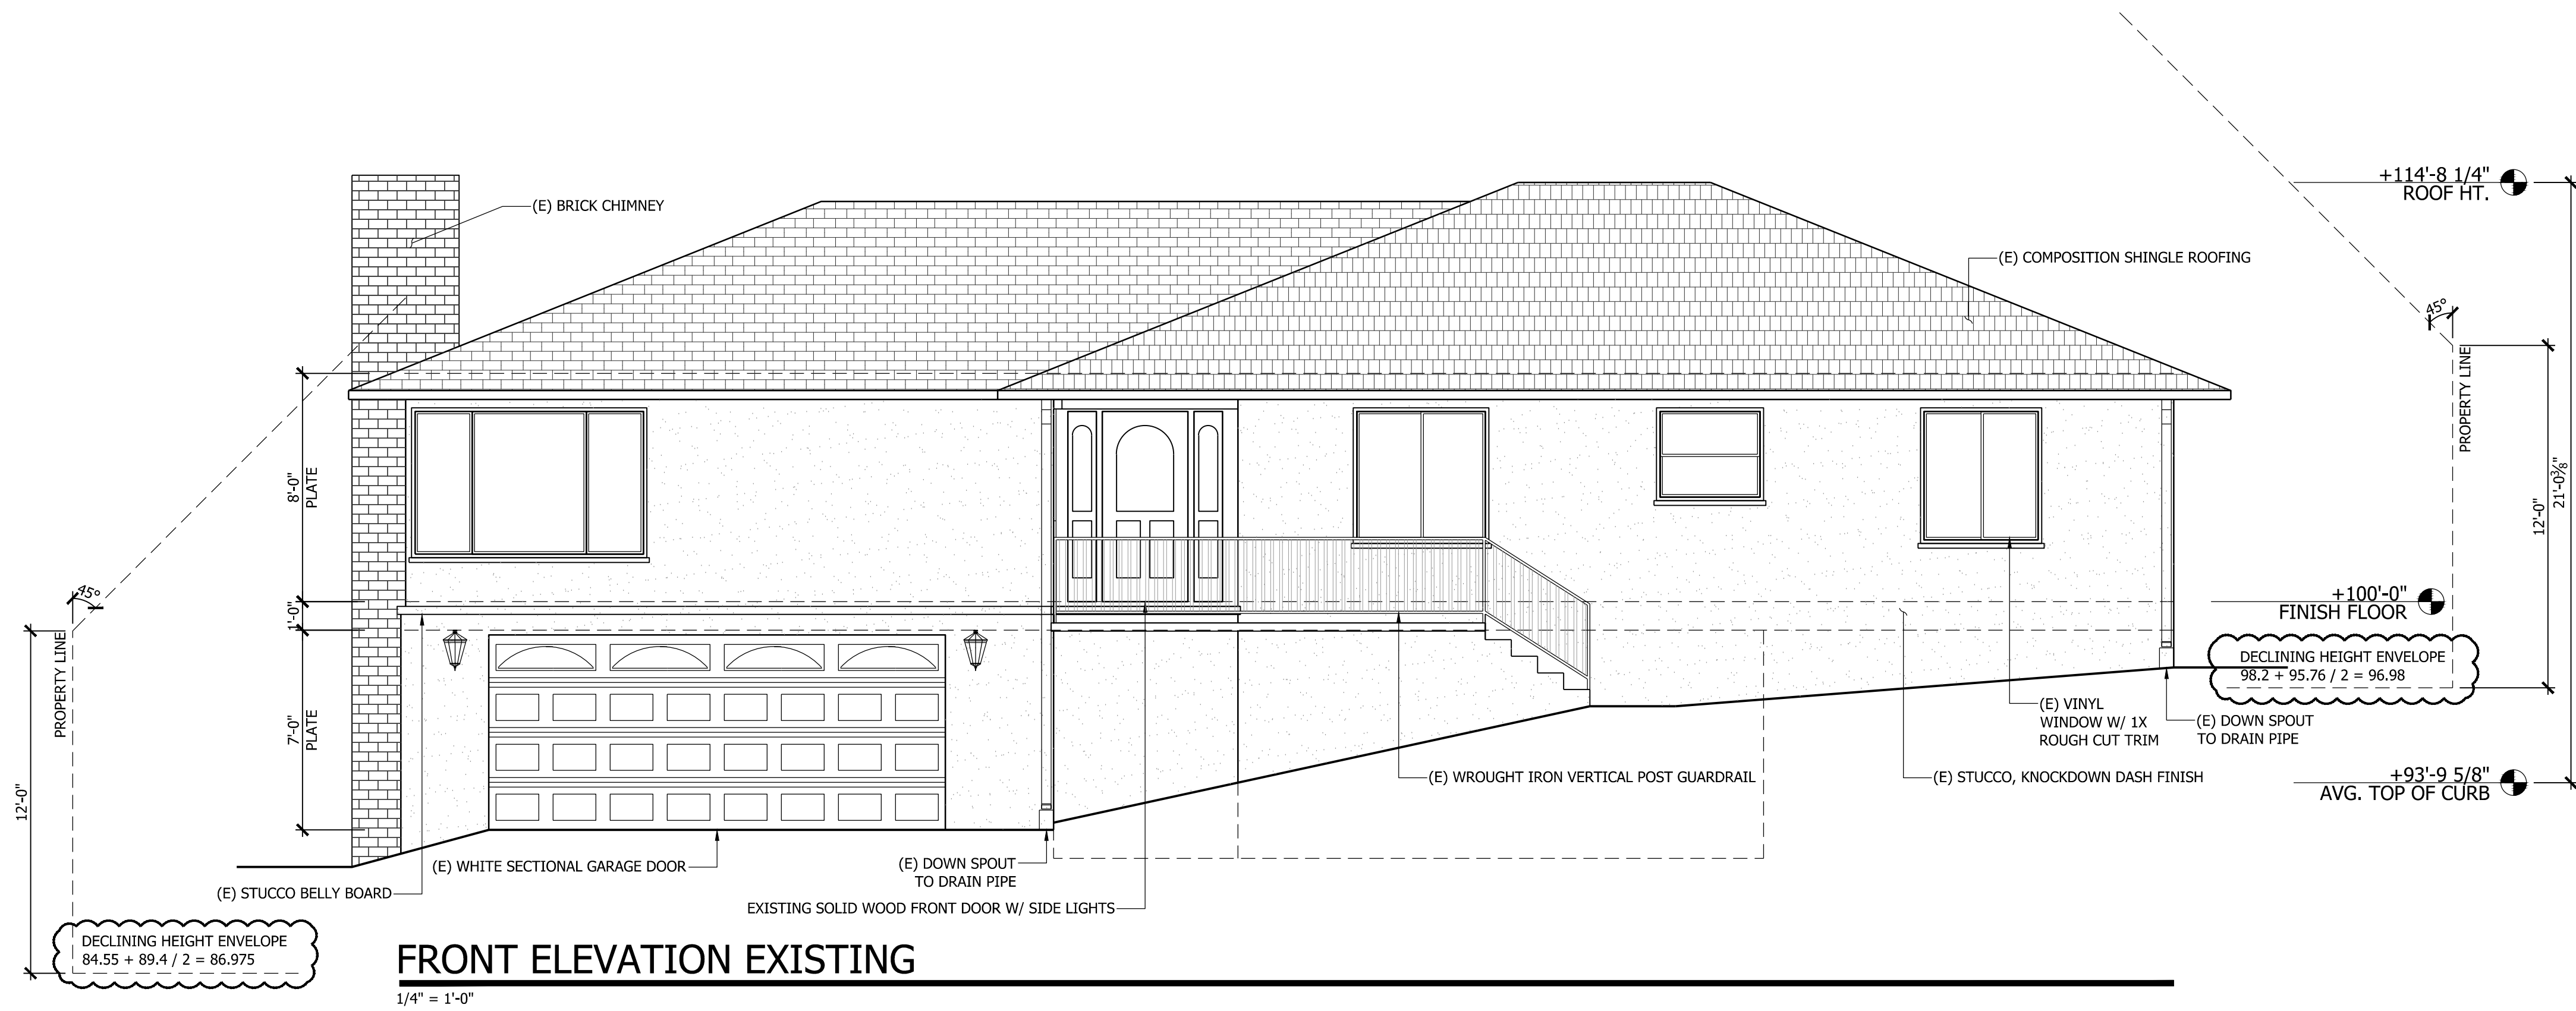 +114'-8 1/4"
ROOF HT.
(E) BRICK CHIMNEY
(E) COMPOSITION SHINGLE ROOFING
45°
PROPERTY LINE
12'-0"
21'-0⅜"
8'-0"
PLATE
1'-0"
7'-0"
PLATE
45°
PROPERTY LINE
12'-0"
+100'-0"
FINISH FLOOR
DECLINING HEIGHT ENVELOPE
98.2 + 95.76 / 2 = 96.98
(E) VINYL
WINDOW W/ 1X
ROUGH CUT TRIM
(E) DOWN SPOUT
TO DRAIN PIPE
(E) WROUGHT IRON VERTICAL POST GUARDRAIL
(E) STUCCO, KNOCKDOWN DASH FINISH
+93'-9 5/8"
AVG. TOP OF CURB
(E) WHITE SECTIONAL GARAGE DOOR
(E) DOWN SPOUT
TO DRAIN PIPE
(E) STUCCO BELLY BOARD
EXISTING SOLID WOOD FRONT DOOR W/ SIDE LIGHTS
DECLINING HEIGHT ENVELOPE
84.55 + 89.4 / 2 = 86.975
FRONT ELEVATION EXISTING
1/4" = 1'-0"